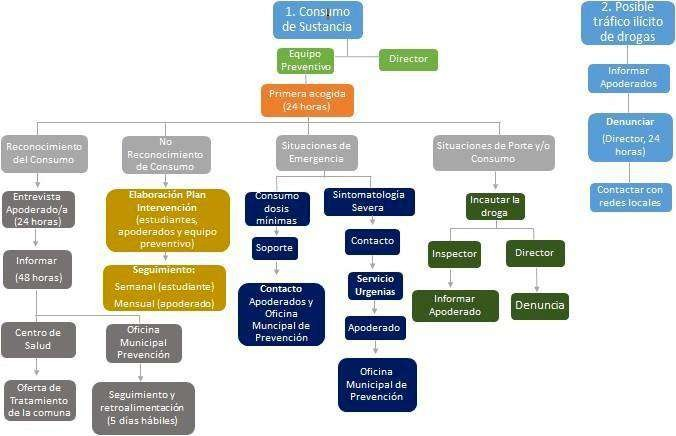 1. Consumo
de Sustancia
2. Posible
tráfico ilícito
de drogas
Equipo
Preventivo
Director
Informar
Apoderados
Primera acogida
(24 horas)
Denunciar
(Director, 24
horas)
Contactar con
redes locales
Reconocimiento
del Consumo
No
Reconocimiento
de Consumo
Situaciones de
Emergencia
Situaciones de Porte y/o
Consumo
Entrevista
Apoderado/a
(24 horas)
Informar
(48 horas)
Centro de
Salud
Oferta de
Tratamiento
de la comuna
Oficina
Municipal
Prevención
Seguimiento y
retroalimentación
(5 días hábiles)
Elaboración Plan
Intervención
(estudiantes,
apoderados y equipo
preventivo)
Seguimiento:
Semanal (estudiante)
Mensual (apoderado)
Consumo
dosis
mínimas
Soporte
Contacto
Apoderados y
Oficina
Muncipal de
Prevención
Sintomatología
Severa
Contacto
Servicio
Urgenias
Apoderado
Oficina
Municipal de
Prevención
Incautar la
droga
Inspector
Informar
Apoderado
Director
Denuncia